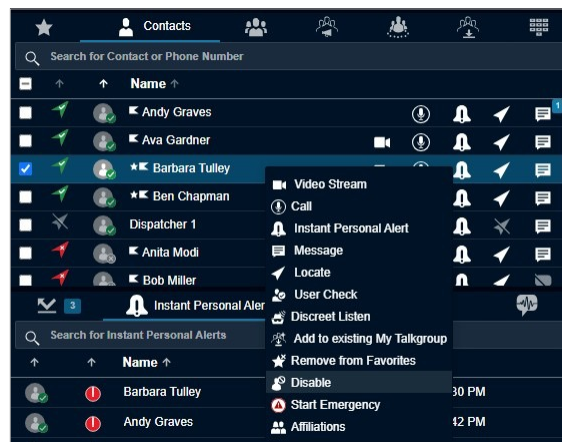 Contacts
Search for Contact or Phone Number
Name
Andy Graves
1
Ava Gardner
Barbara Tulley
Ben Chapman
Dispatcher 1
Anita Modi
Bob Miller
Video Stream
Call
Instant Personal Alert
Message
Locate
User Check
Discreet Listen
Add to existing My Talkgroup
Remove from Favorites
Disable
Start Emergency
Affiliations
3
Instant Personal Aler
Search for Instant Personal Alerts
Name
Barbara Tulley
30 PM
Andy Graves
42 PM